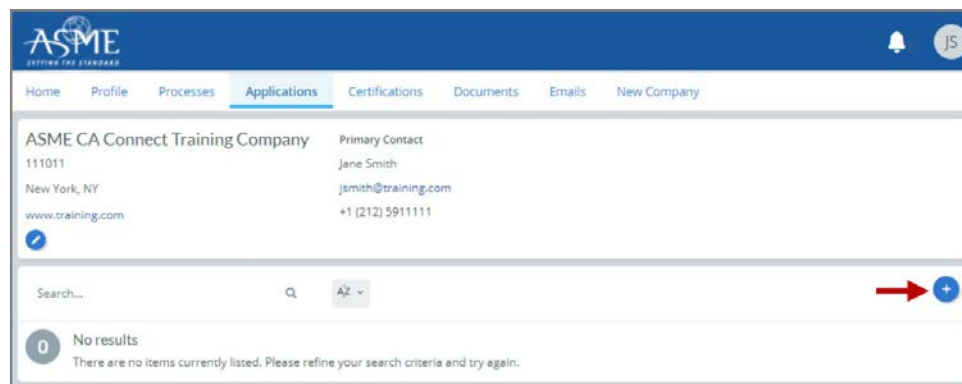 ASME
SETTING THE STANDARD
JS
Home Profile Processes Applications Certifications Documents Emails New Company
ASME CA Connect Training Company
111011
New York, NY
www.training.com
Primary Contact
Jane Smith
jsmith@training.com
+1 (212) 5911111
Search...
AZ
+
0
No results
There are no items currently listed. Please refine your search criteria and try again.